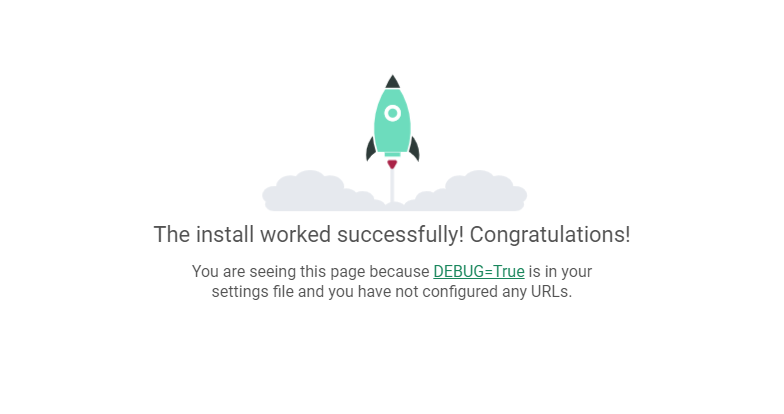 The install worked successfully! Congratulations!
You are seeing this page because DEBUG=True is in your
settings file and you have not configured any URLs.